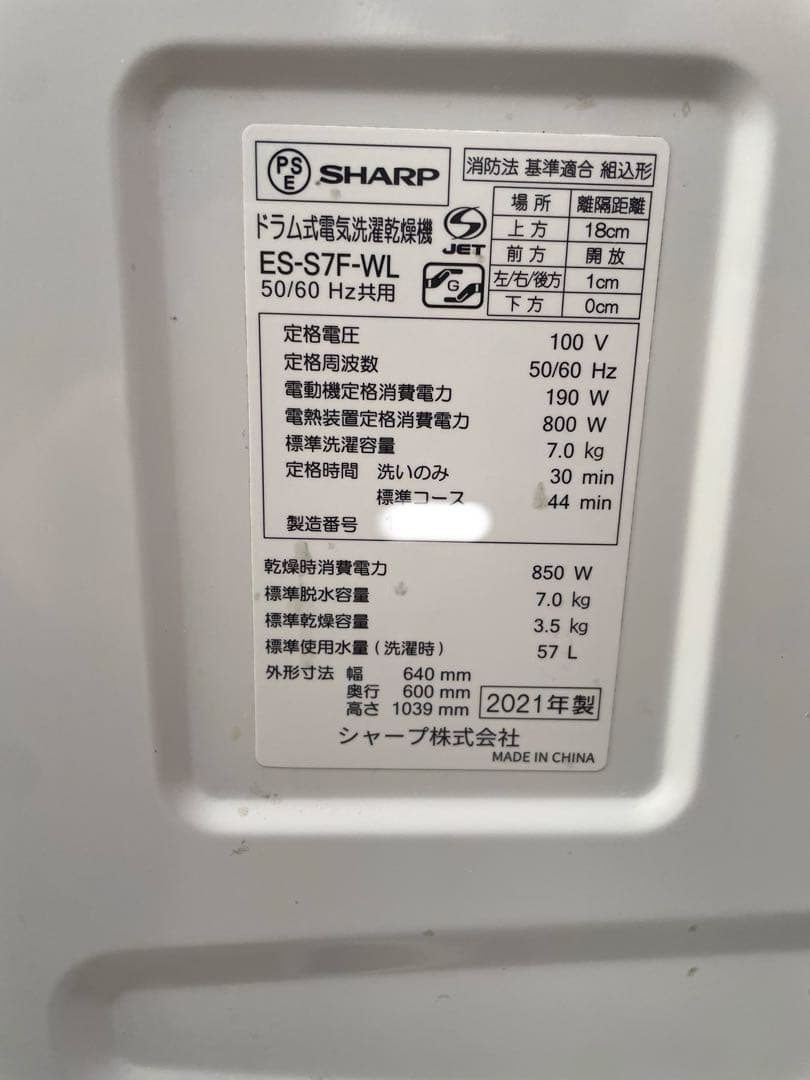 PS
E
SHARP
消防法 基準適合 組込形
場所 離隔距離
上方 18cm
前方 開放
左/右/後方 1cm
下方 0cm
ドラム式電気洗濯乾燥機
JET
ES-S7F-WL
G
50/60 Hz共用
定格電圧 100 V
定格周波数 50/60 Hz
電動機定格消費電力 190 W
電熱装置定格消費電力 800 W
標準洗濯容量 7.0 kg
定格時間 洗いのみ 30 min
標準コース 44 min
製造番号
乾燥時消費電力 850 W
標準脱水容量 7.0 kg
標準乾燥容量 3.5 kg
標準使用水量(洗濯時) 57 L
外形寸法 幅 640 mm
奥行 600 mm
高さ 1039 mm
2021年製
シャープ株式会社
MADE IN CHINA